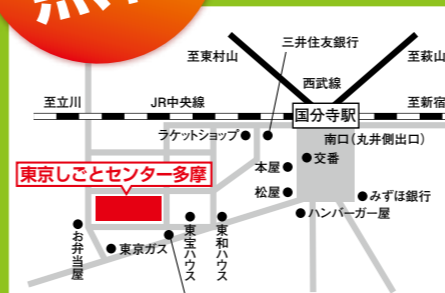 無料
三井住友銀行
至東村山
至萩山
西武線
至立川
JR中央線
国分寺駅
至新宿
ラケットショップ
南口（丸井側出口）
交番
本屋
東京しごとセンター多摩
松屋
みずほ銀行
ハンバーガー屋
お弁当屋
東京ガス
東宝ハウス
東和ハウス